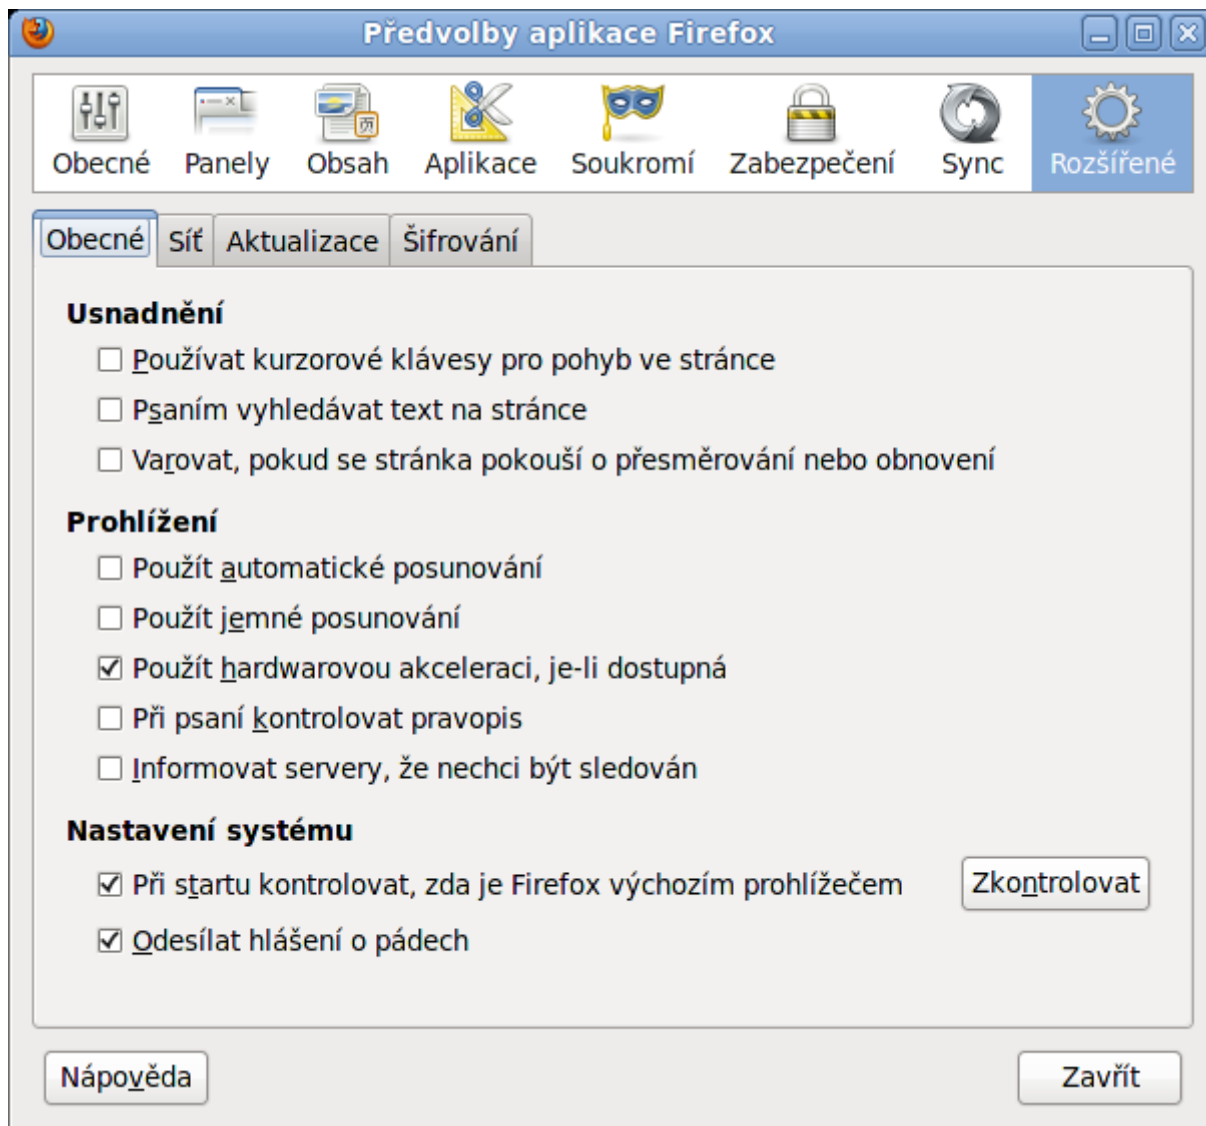 Předvolby aplikace Firefox
Obecné Panely Obsah Aplikace Soukromí Zabezpečení Sync Rozšířené
Obecné Síť Aktualizace Šifrování
Usnadnění
Používat kurzorové klávesy pro pohyb ve stránce
Psaním vyhledávat text na stránce
Varovat, pokud se stránka pokouší o přesměrování nebo obnovení
Prohlížení
Použít automatické posunování
Použít jemné posunování
Použít hardwarovou akceleraci, je-li dostupná
Při psaní kontrolovat pravopis
Informovat servery, že nechci být sledován
Nastavení systému
Při startu kontrolovat, zda je Firefox výchozím prohlížečem Zkontrolovat
Odesílat hlášení o pádech
Nápověda Zavřít